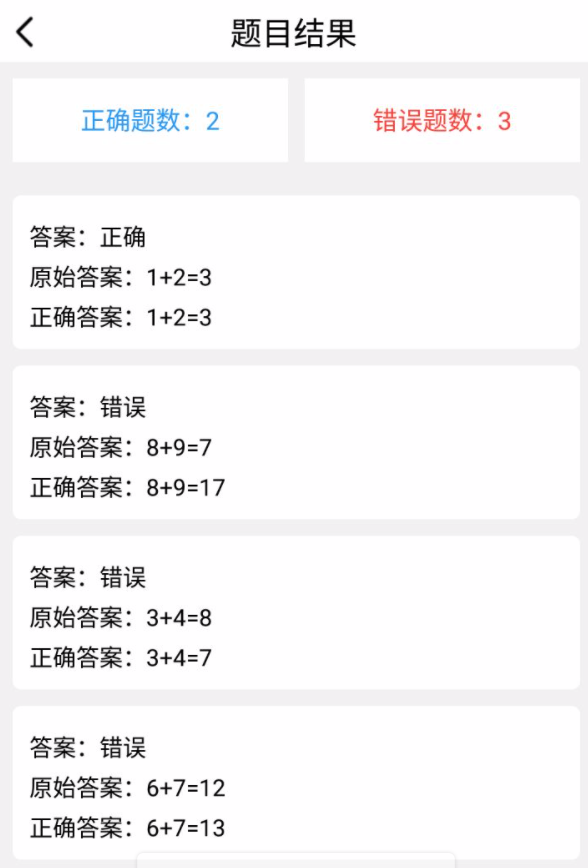 题目结果
正确题数：2
错误题数：3
答案：正确
原始答案：1+2=3
正确答案：1+2=3
答案：错误
原始答案：8+9=7
正确答案：8+9=17
答案：错误
原始答案：3+4=8
正确答案：3+4=7
答案：错误
原始答案：6+7=12
正确答案：6+7=13